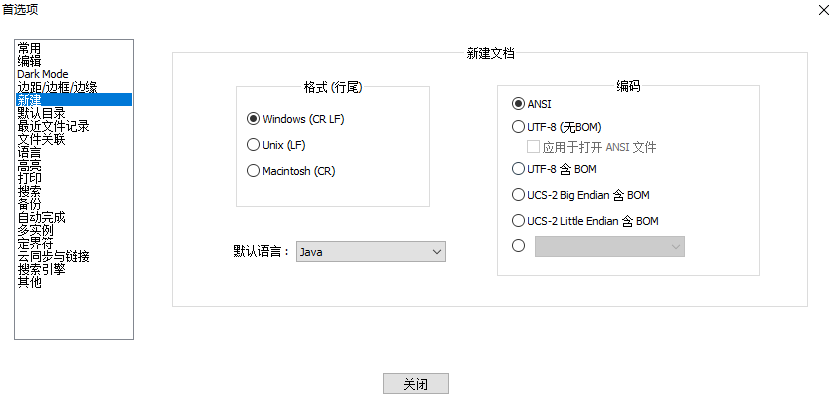 首选项
常用
编辑
Dark Mode
边距/边框/边缘
新建
默认目录
最近文件记录
文件关联
语言
高亮
打印
搜索
备份
自动完成
多实例
定界符
云同步与链接
搜索引擎
其他
新建文档
格式 (行尾)
Windows (CR LF)
Unix (LF)
Macintosh (CR)
默认语言：
Java
编码
ANSI
UTF-8 (无BOM)
应用于打开 ANSI 文件
UTF-8 含 BOM
UCS-2 Big Endian 含 BOM
UCS-2 Little Endian 含 BOM
关闭